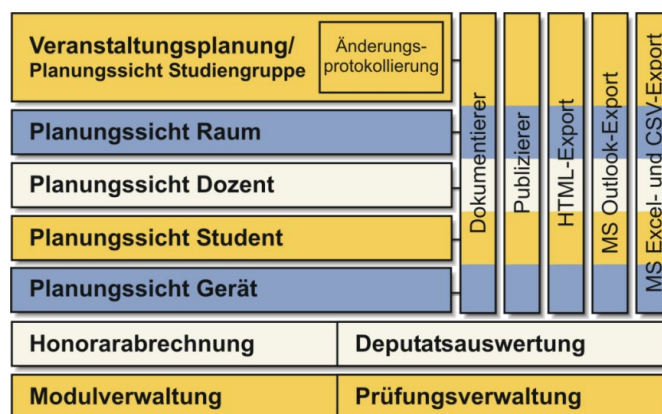 Veranstaltungsplanung/
Planungssicht Studiengruppe
Änderungs-
protokollierung
Planungssicht Raum
Planungssicht Dozent
Planungssicht Student
Planungssicht Gerät
Dokumentierer
Publizierer
HTML-Export
MS Outlook-Export
MS Excel- und CSV-Export
Honorarabrechnung
Deputatsauswertung
Modulverwaltung
Prüfungsverwaltung